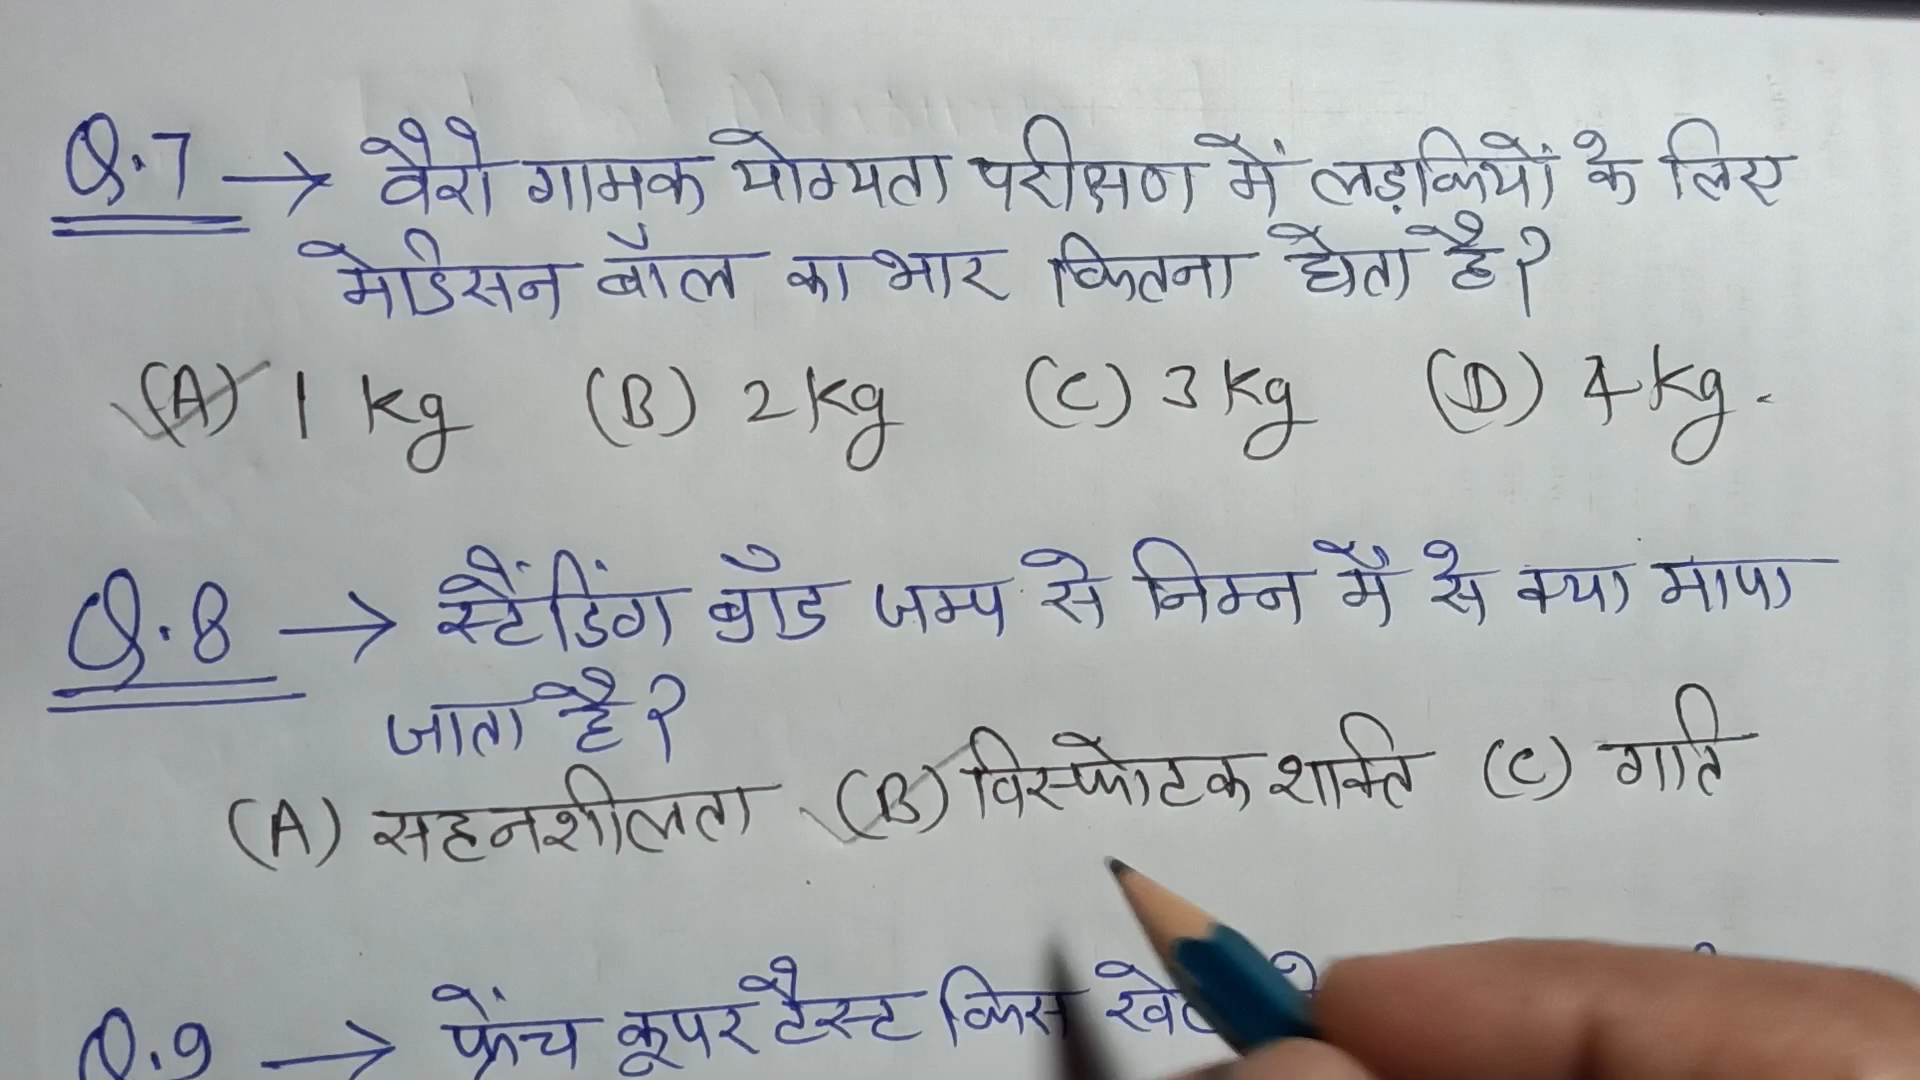 Q.7 → वैरो गामक योग्यता परीक्षण में लड़कियों के लिए
मेडिसन बॉल का भार कितना होता है?
(A) 1 kg (B) 2 kg (C) 3 kg (D) 4 kg.
Q.8 → स्टैंडिंग ब्रॉड जम्प से निम्न में से क्या मापा
जाता है?
(A) सहनशीलता (B) विस्फोटक शक्ति (C) गति
Q.9 → फ्रेंच कूपर टैस्ट किस